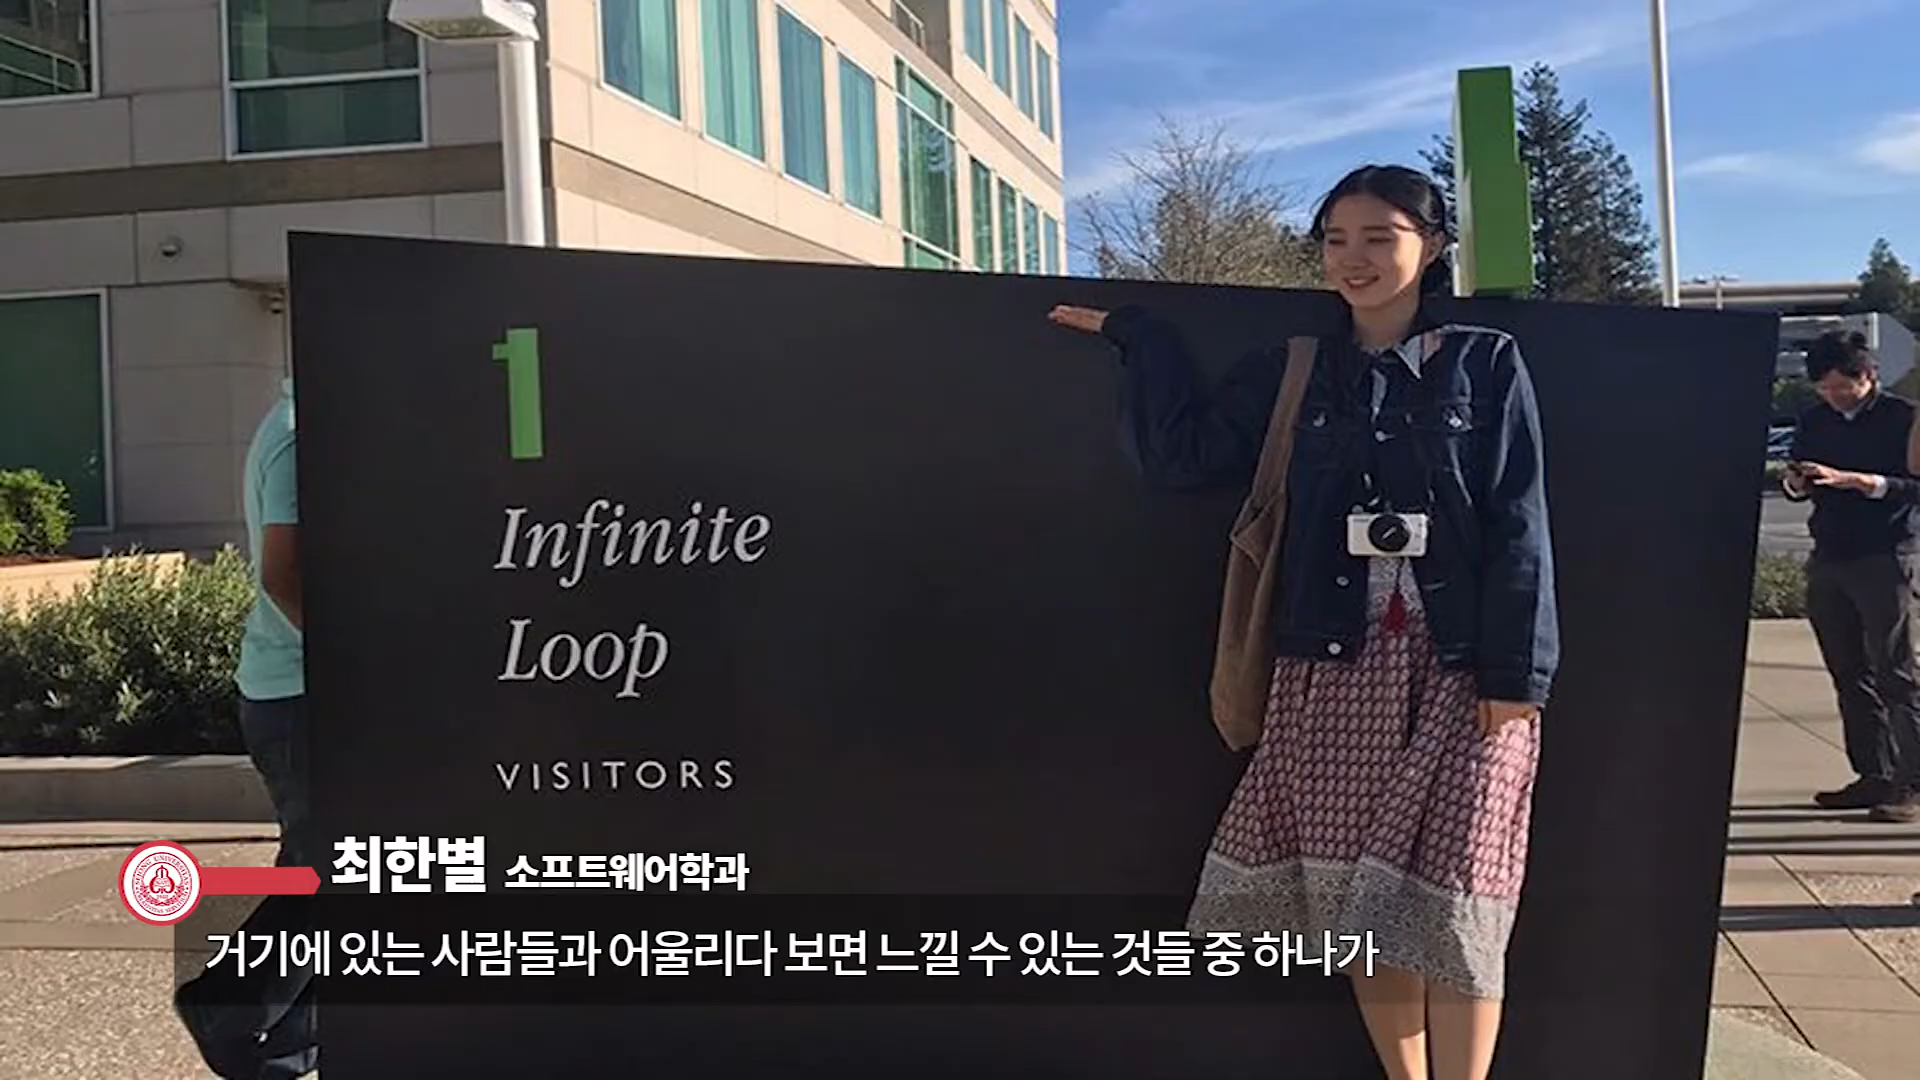 1
Infinite
Loop
VISITORS
최한별 소프트웨어학과
거기에 있는 사람들과 어울리다 보면 느낄 수 있는 것들 중 하나가